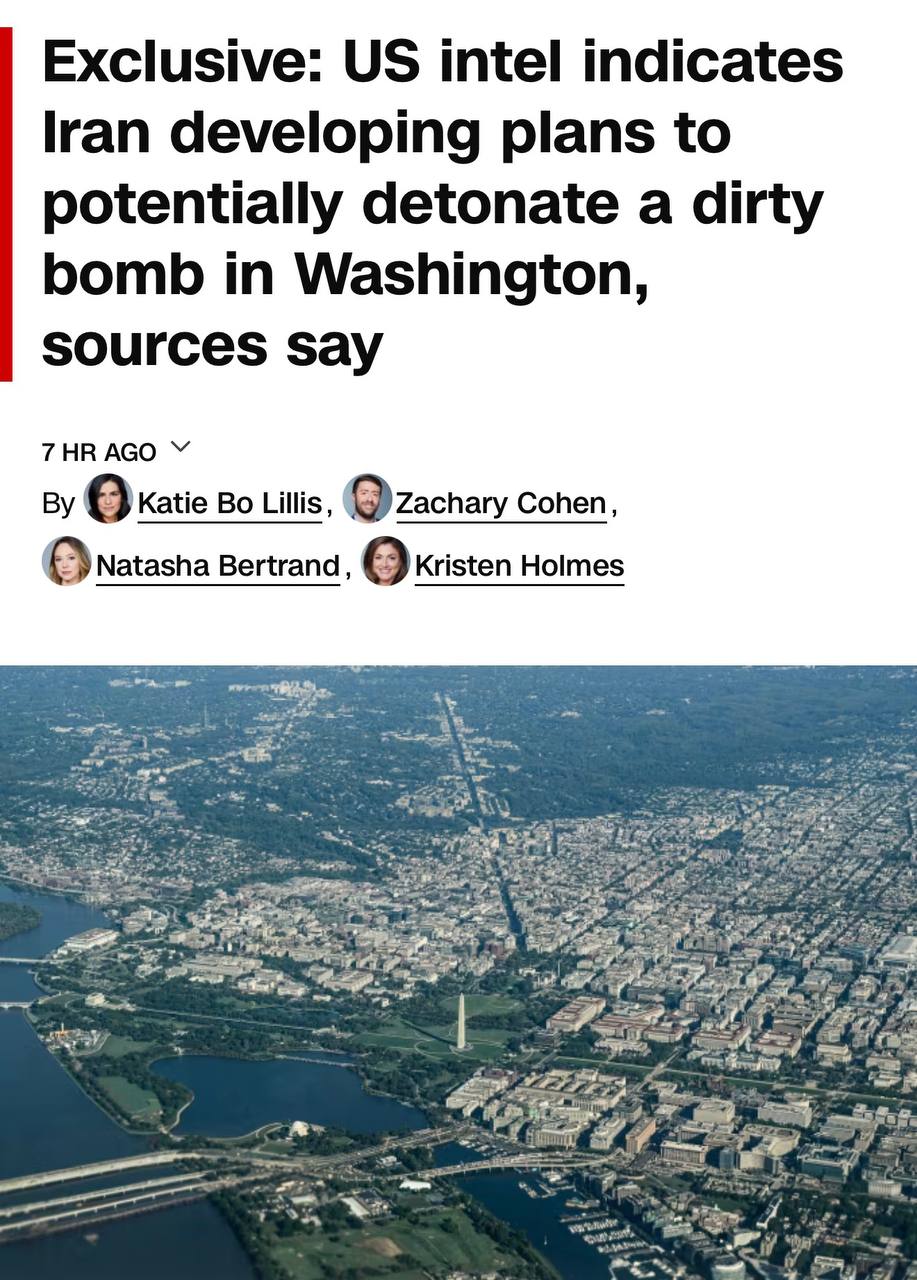 Exclusive: US intel indicates
Iran developing plans to
potentially detonate a dirty
bomb in Washington,
sources say
7 HR AGO
By Katie Bo Lillis, Zachary Cohen,
Natasha Bertrand, Kristen Holmes